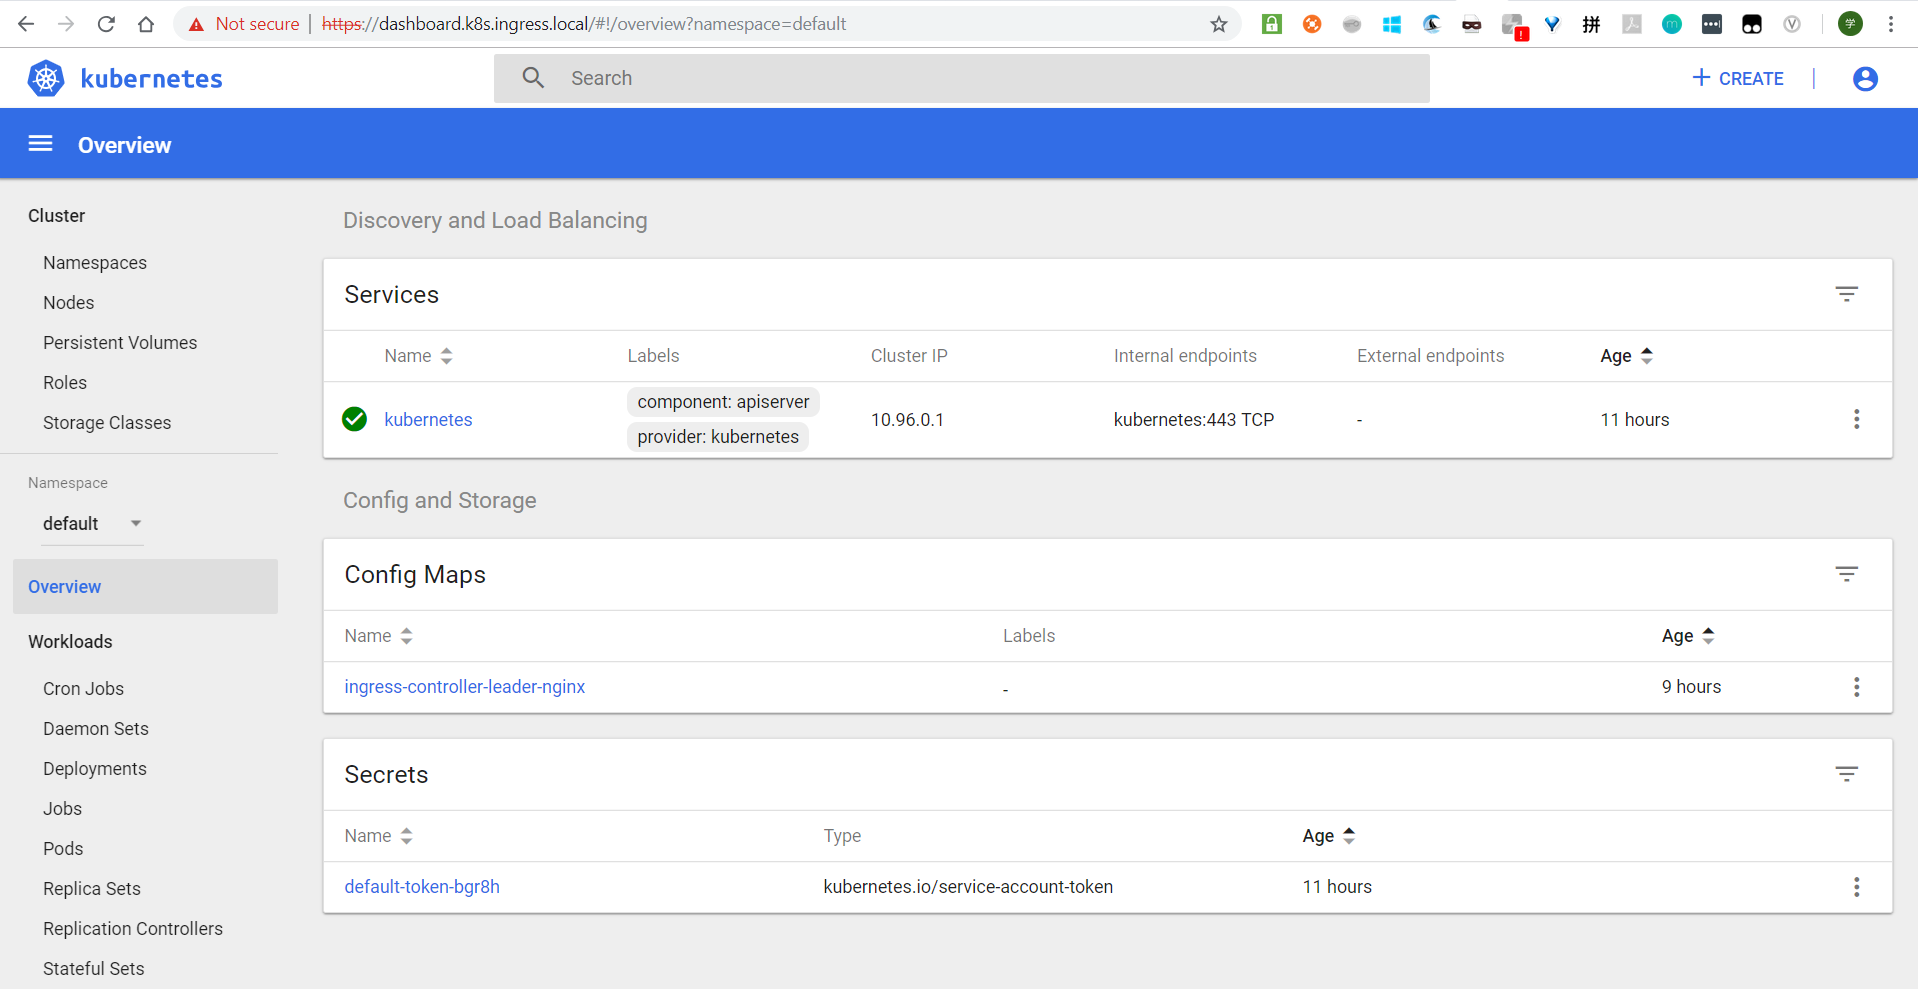 Not secure | https://dashboard.k8s.ingress.local/#!/overview?namespace=default
拼
!
m
V
学
kubernetes
Search
+ CREATE
Overview
Cluster
Namespaces
Nodes
Persistent Volumes
Roles
Storage Classes
Namespace
default
Overview
Workloads
Cron Jobs
Daemon Sets
Deployments
Jobs
Pods
Replica Sets
Replication Controllers
Stateful Sets
Discovery and Load Balancing
Services
Name Labels Cluster IP Internal endpoints External endpoints Age
component: apiserver
kubernetes 10.96.0.1 kubernetes:443 TCP - 11 hours
provider: kubernetes
Config and Storage
Config Maps
Name Labels Age
ingress-controller-leader-nginx - 9 hours
Secrets
Name Type Age
default-token-bgr8h kubernetes.io/service-account-token 11 hours